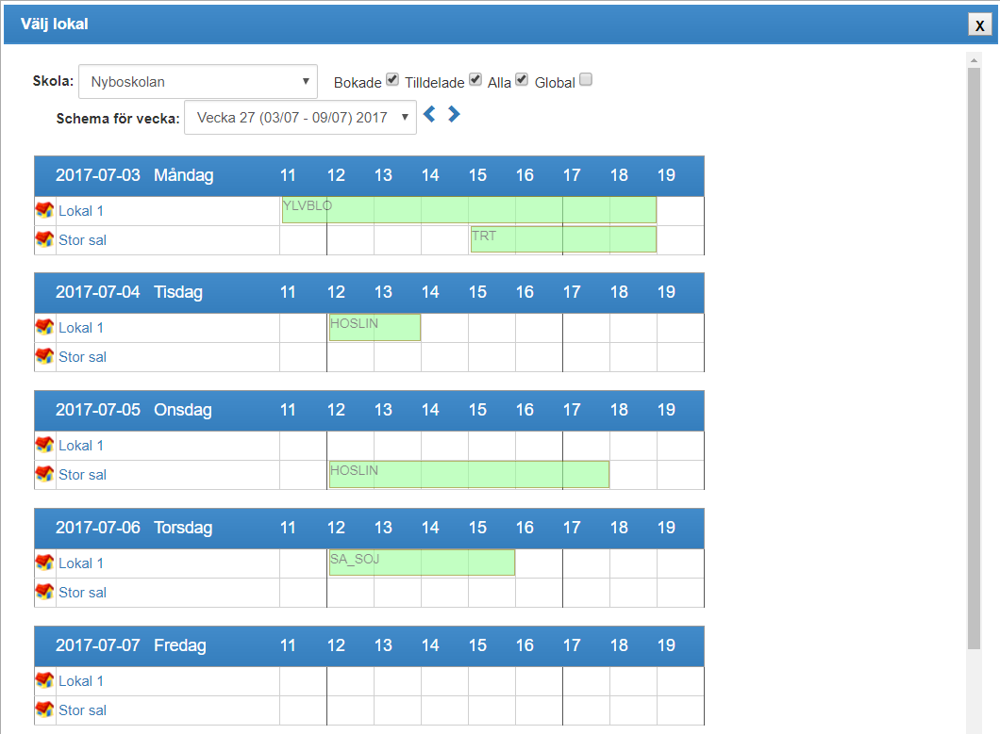 Välj lokal X
Skola: Nyboskolan Bokade Tilldelade Alla Global
Schema för vecka: Vecka 27 (03/07 - 09/07) 2017
2017-07-03 Måndag 11 12 13 14 15 16 17 18 19
Lokal 1 YLVBLO
Stor sal TRT
2017-07-04 Tisdag 11 12 13 14 15 16 17 18 19
Lokal 1 HOSLIN
Stor sal
2017-07-05 Onsdag 11 12 13 14 15 16 17 18 19
Lokal 1
Stor sal HOSLIN
2017-07-06 Torsdag 11 12 13 14 15 16 17 18 19
Lokal 1 SA_SOJ
Stor sal
2017-07-07 Fredag 11 12 13 14 15 16 17 18 19
Lokal 1
Stor sal